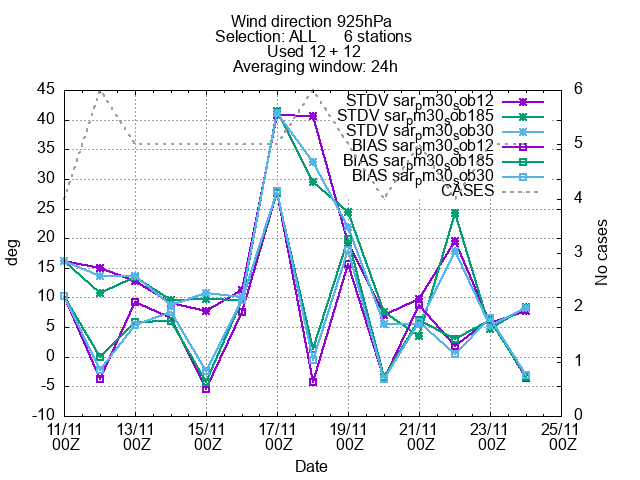 Wind direction 925hPa
Selection: ALL 6 stations
Used 12 + 12
Averaging window: 24h
STDV sar_pm30_sob12
STDV sar_pm30_sob185
STDV sar_pm30_sob30
BIAS sar_pm30_sob12
BIAS sar_pm30_sob185
BIAS sar_pm30_sob30
CASES
45
40
35
30
25
20
15
10
5
0
-5
-10
deg
6
5
4
3
2
1
0
No cases
11/11 13/11 15/11 17/11 19/11 21/11 23/11 25/11
00Z 00Z 00Z 00Z 00Z 00Z 00Z 00Z
Date